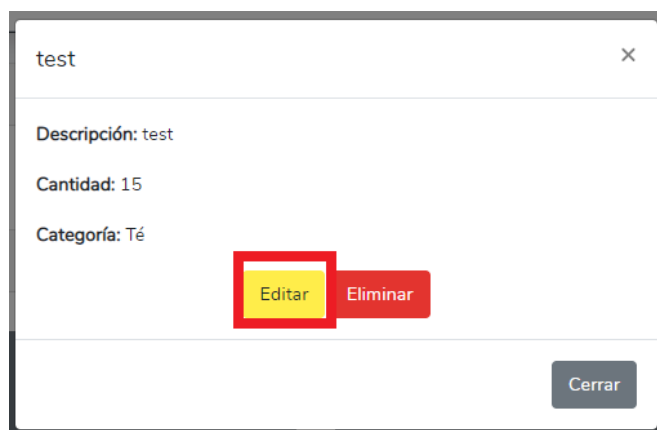 test ×
Descripción: test
Cantidad: 15
Categoría: Té
Editar Eliminar
Cerrar